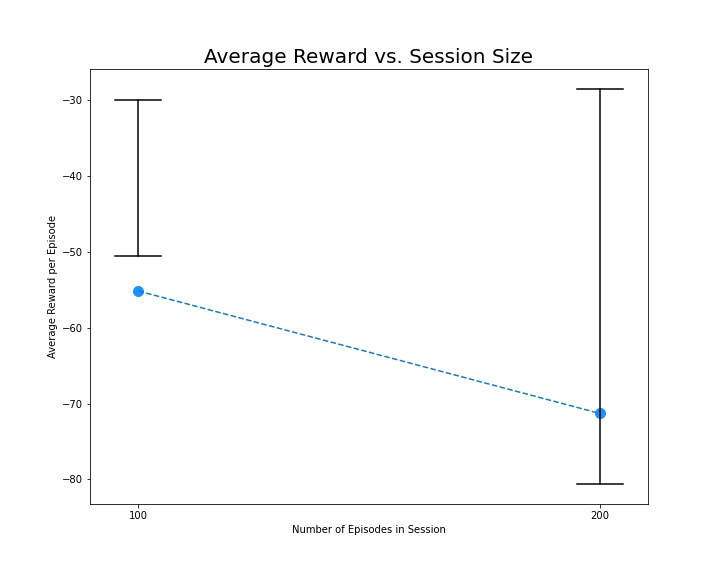 Average Reward vs. Session Size
Average Reward per Episode
−30
−40
−50
−60
−70
−80
100
200
Number of Episodes in Session